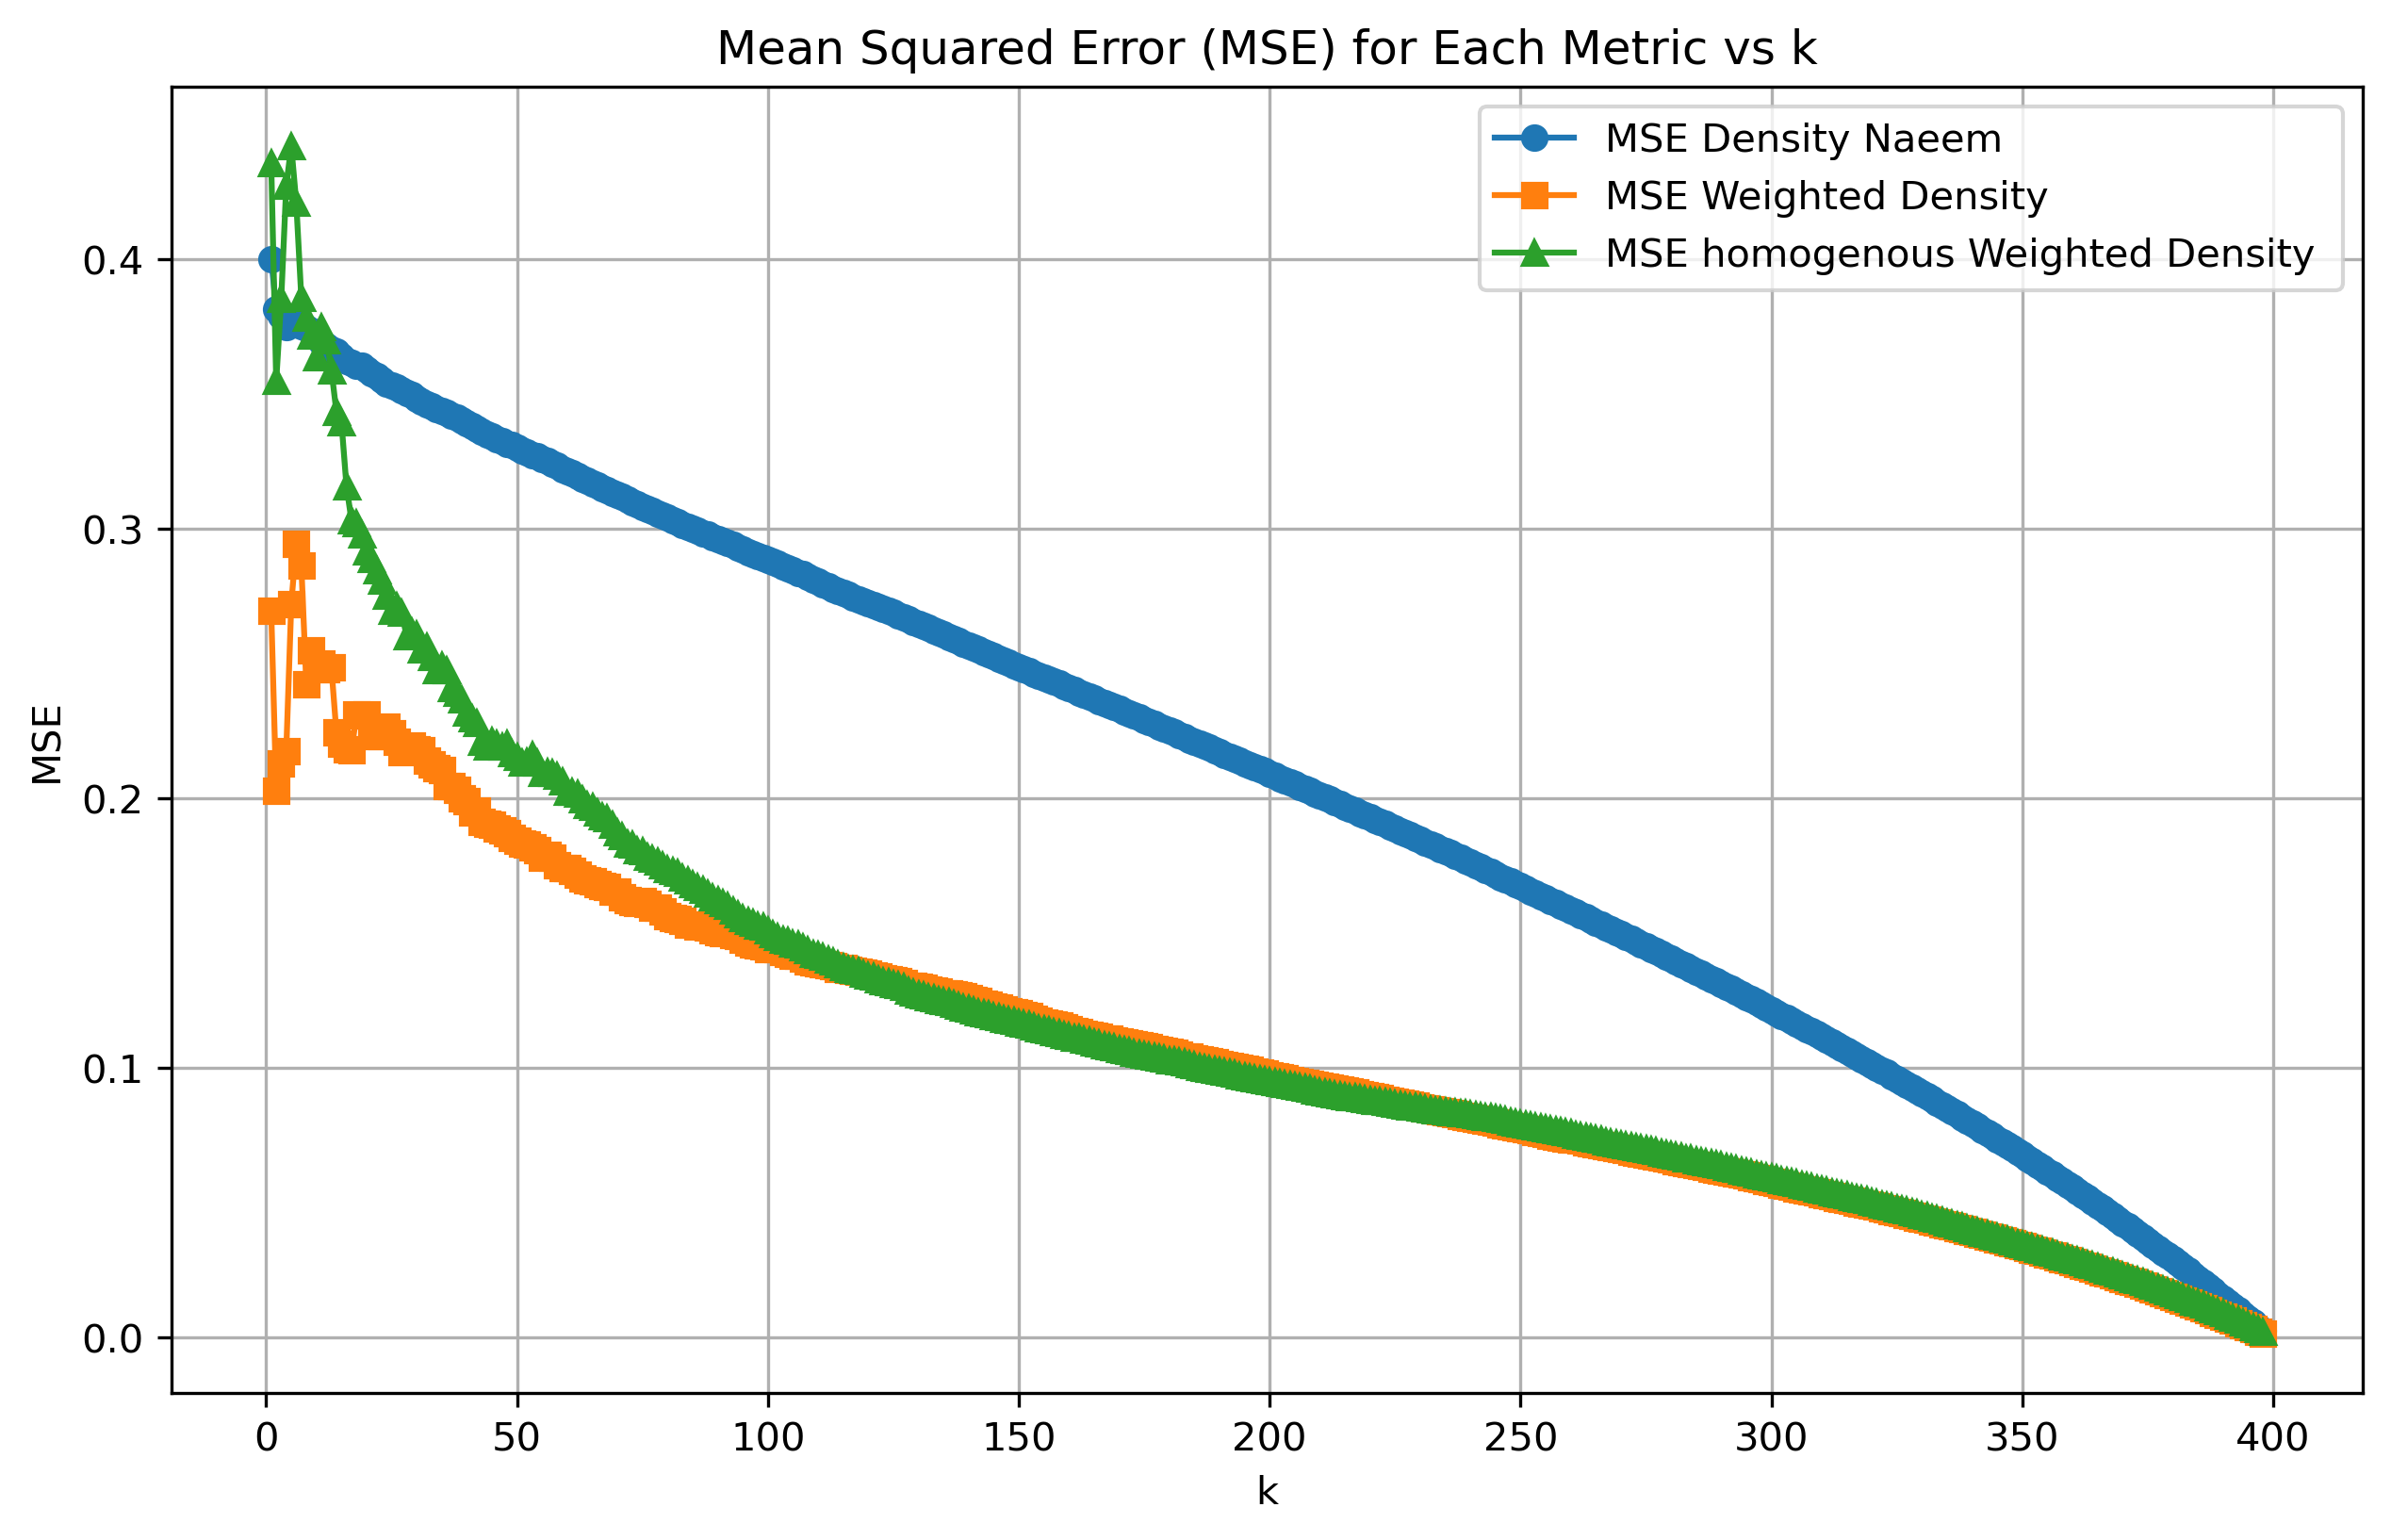 Mean Squared Error (MSE) for Each Metric vs k
MSE Density Naeem
MSE Weighted Density
MSE homogenous Weighted Density
MSE
0.4
0.3
0.2
0.1
0.0
0 50 100 150 200 250 300 350 400
k